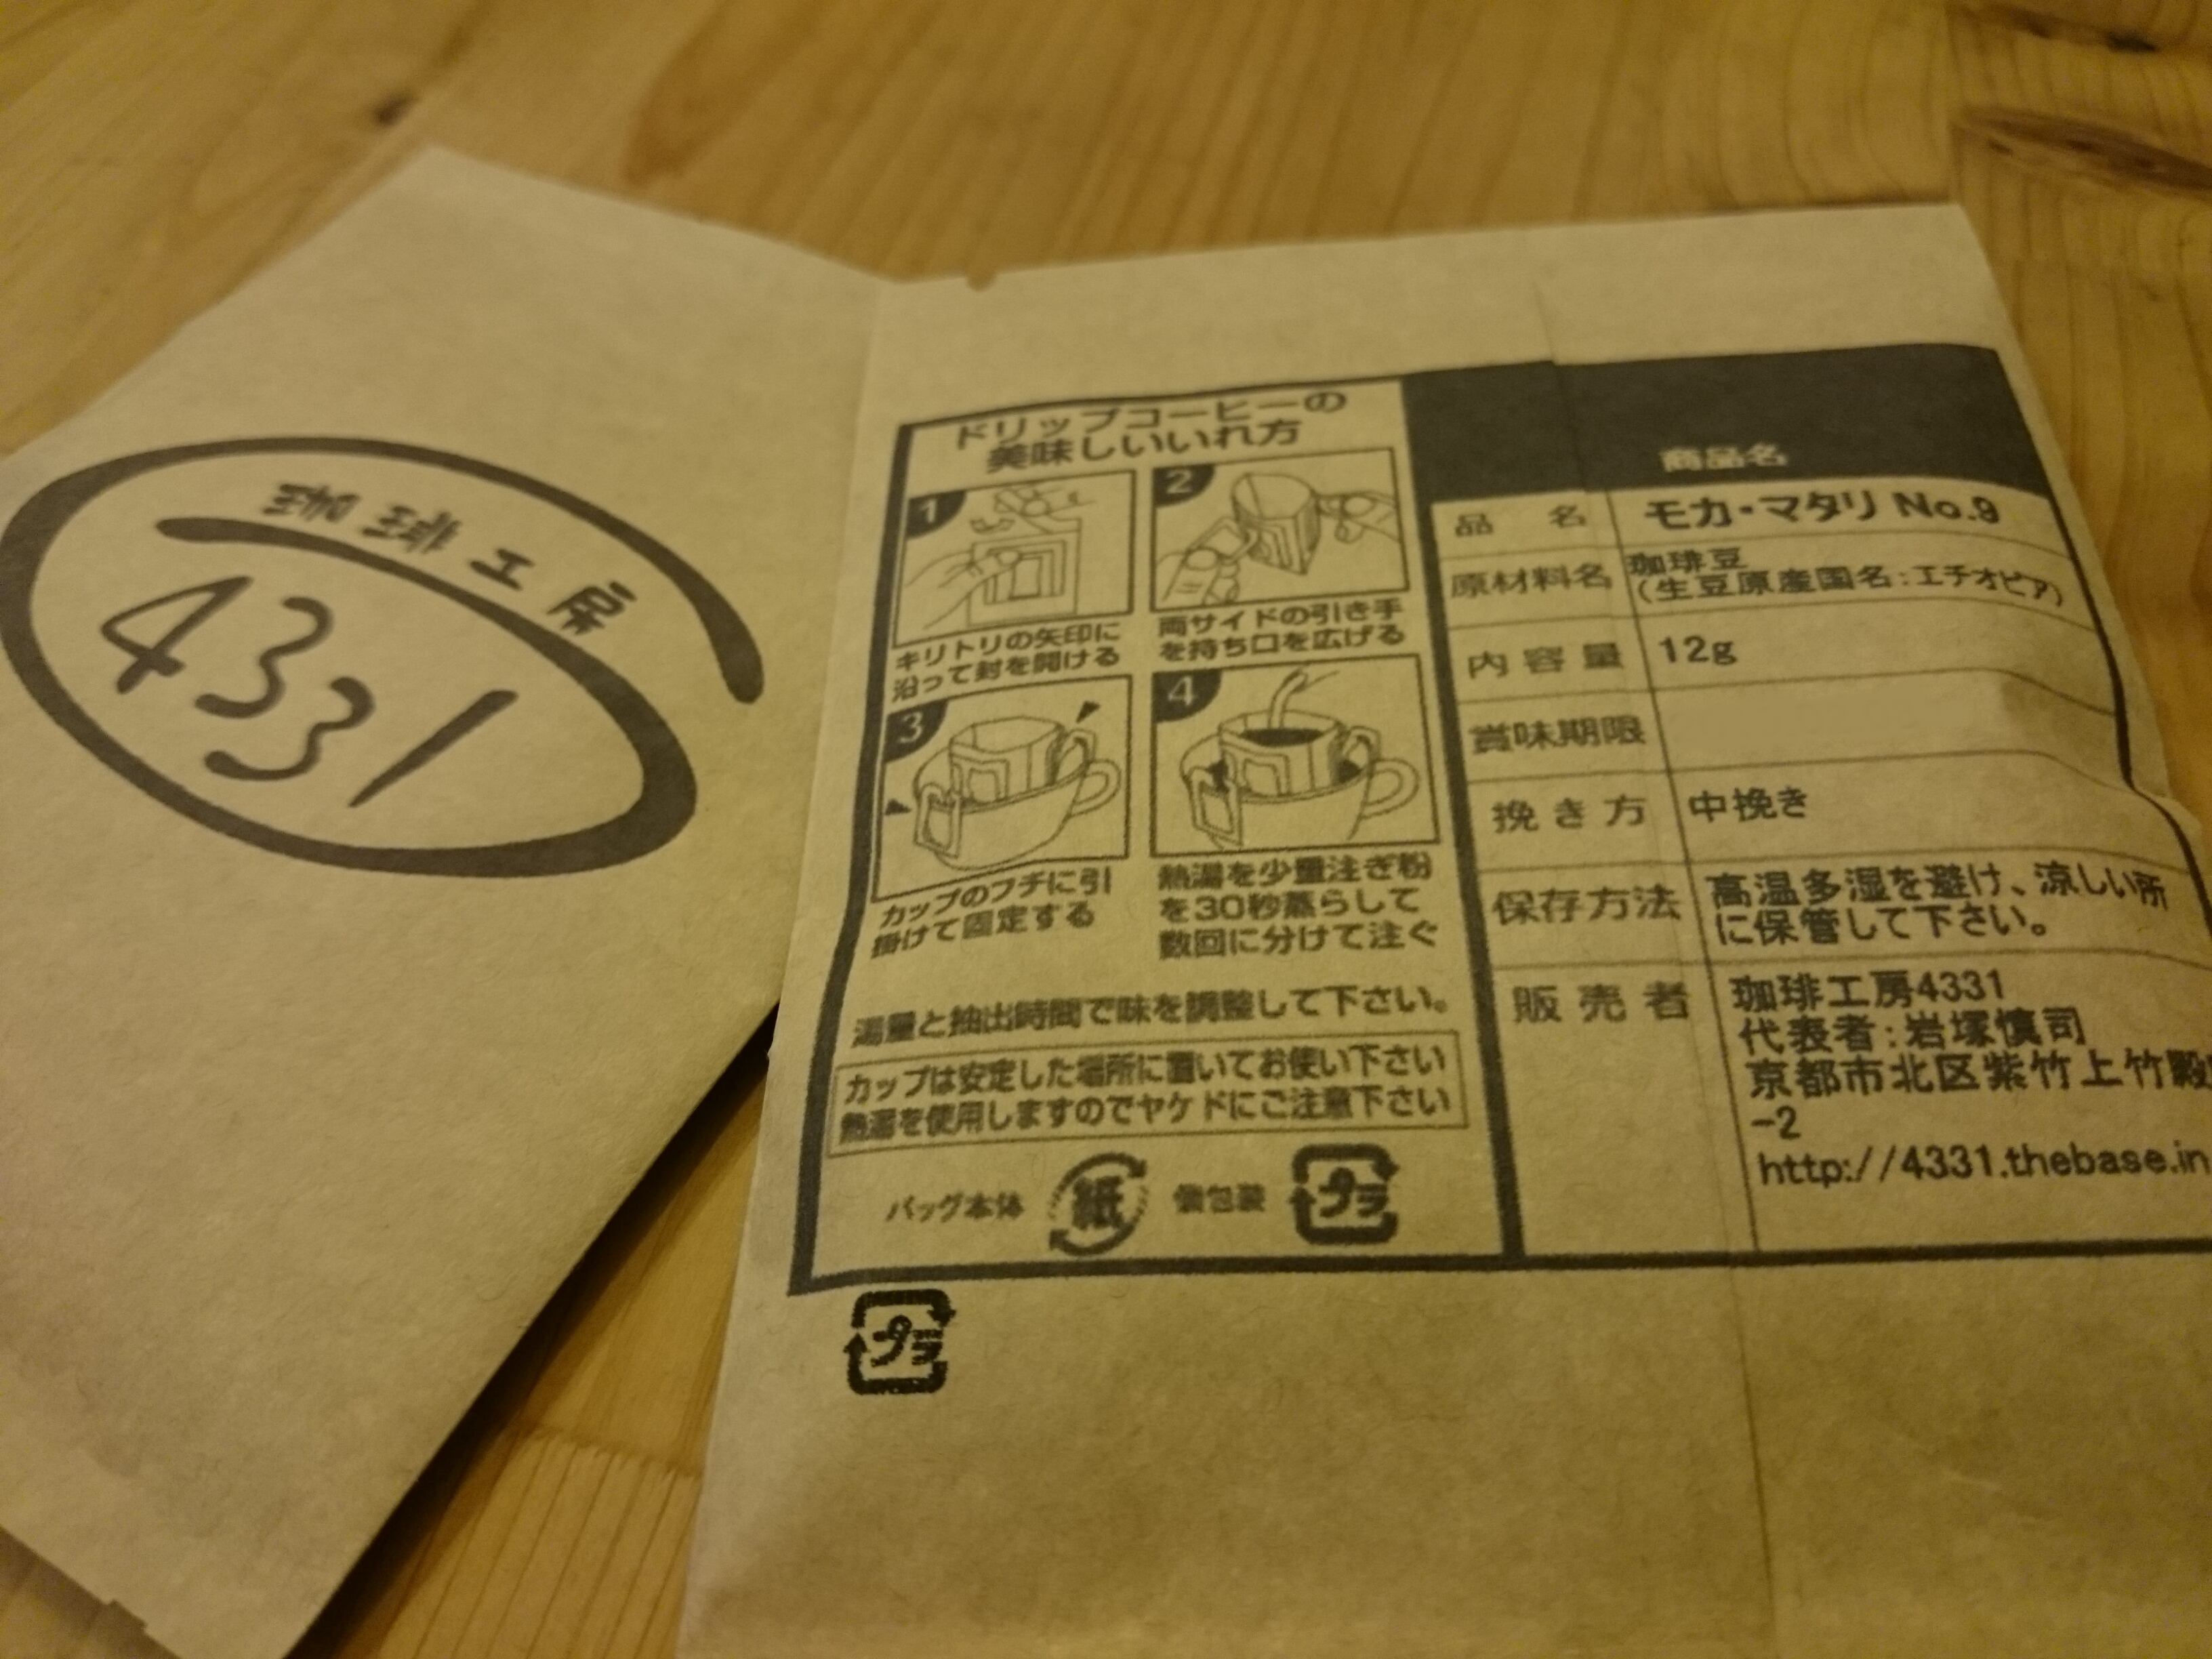 珈琲工房
4331
ドリップコーヒーの
美味しいいれ方
1
キリトリの矢印に
沿って封を開ける
2
両サイドの引き手
を持ち口を広げる
3
カップのフチに引
掛けて固定する
4
熱湯を少量注ぎ粉
を30秒蒸らして
数回に分けて注ぐ
湯量と抽出時間で味を調整して下さい。
カップは安定した場所に置いてお使い下さい
熱湯を使用しますのでヤケドにご注意下さい
バッグ本体 紙 個包装 プラ
プラ
商品名
品名 モカ・マタリ No.9
原材料名 珈琲豆
(生豆原産国名:エチオピア)
内容量 12g
賞味期限
挽き方 中挽き
保存方法 高温多湿を避け、涼しい所
に保管して下さい。
販売者 珈琲工房4331
代表者:岩塚慎司
京都市北区紫竹上竹殿
-2
http://4331.thebase.in